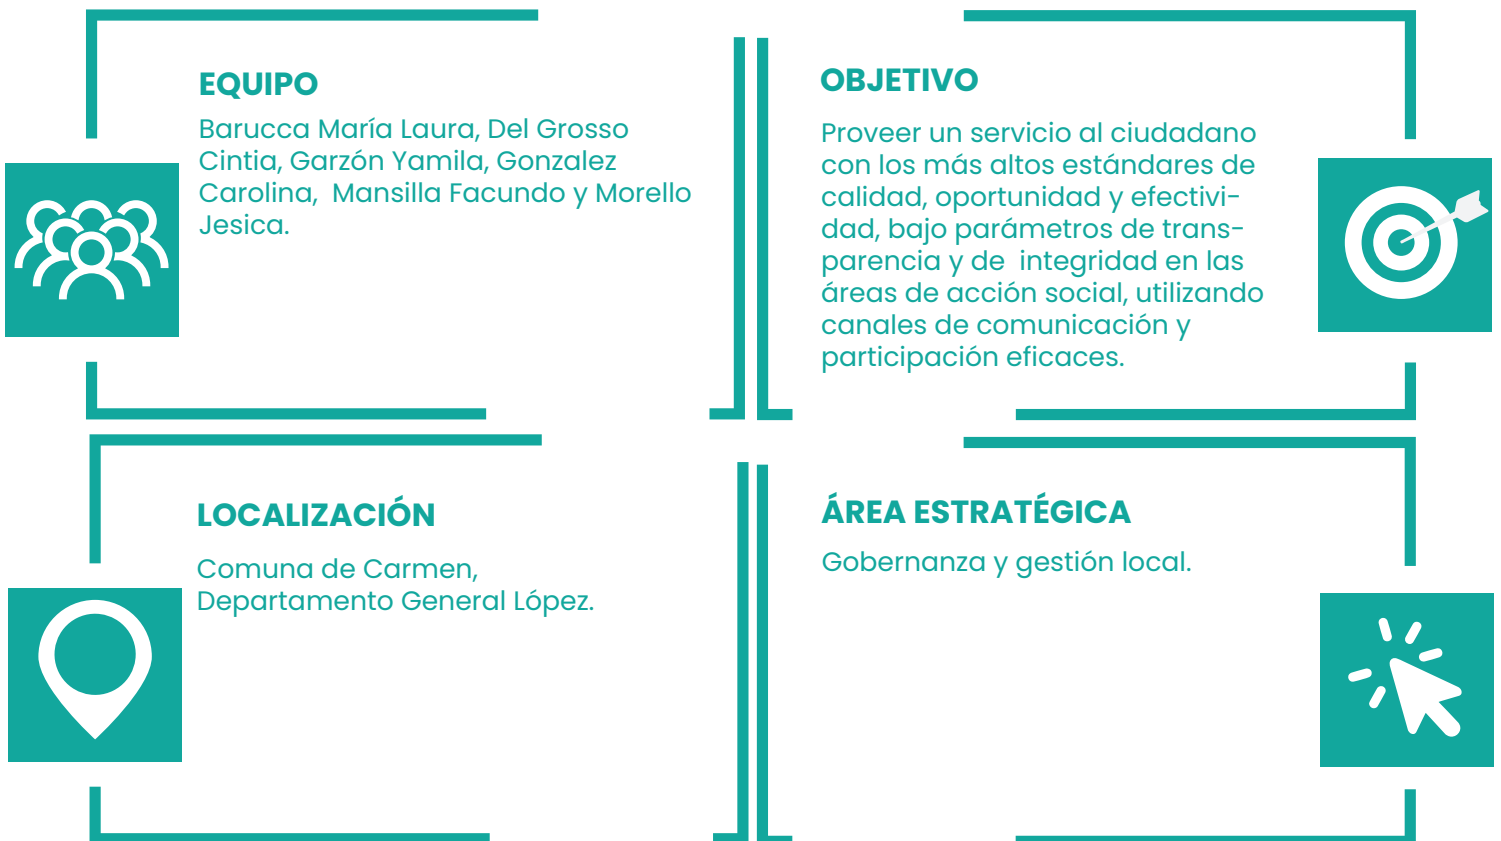 EQUIPO
Barucca María Laura, Del Grosso
Cintia, Garzón Yamila, Gonzalez
Carolina,  Mansilla Facundo y Morello
Jesica.
OBJETIVO
Proveer un servicio al ciudadano
con los más altos estándares de
calidad, oportunidad y efectivi-
dad, bajo parámetros de trans-
parencia y de  integridad en las
áreas de acción social, utilizando
canales de comunicación y
participación eficaces.
LOCALIZACIÓN
Comuna de Carmen,
Departamento General López.
ÁREA ESTRATÉGICA
Gobernanza y gestión local.